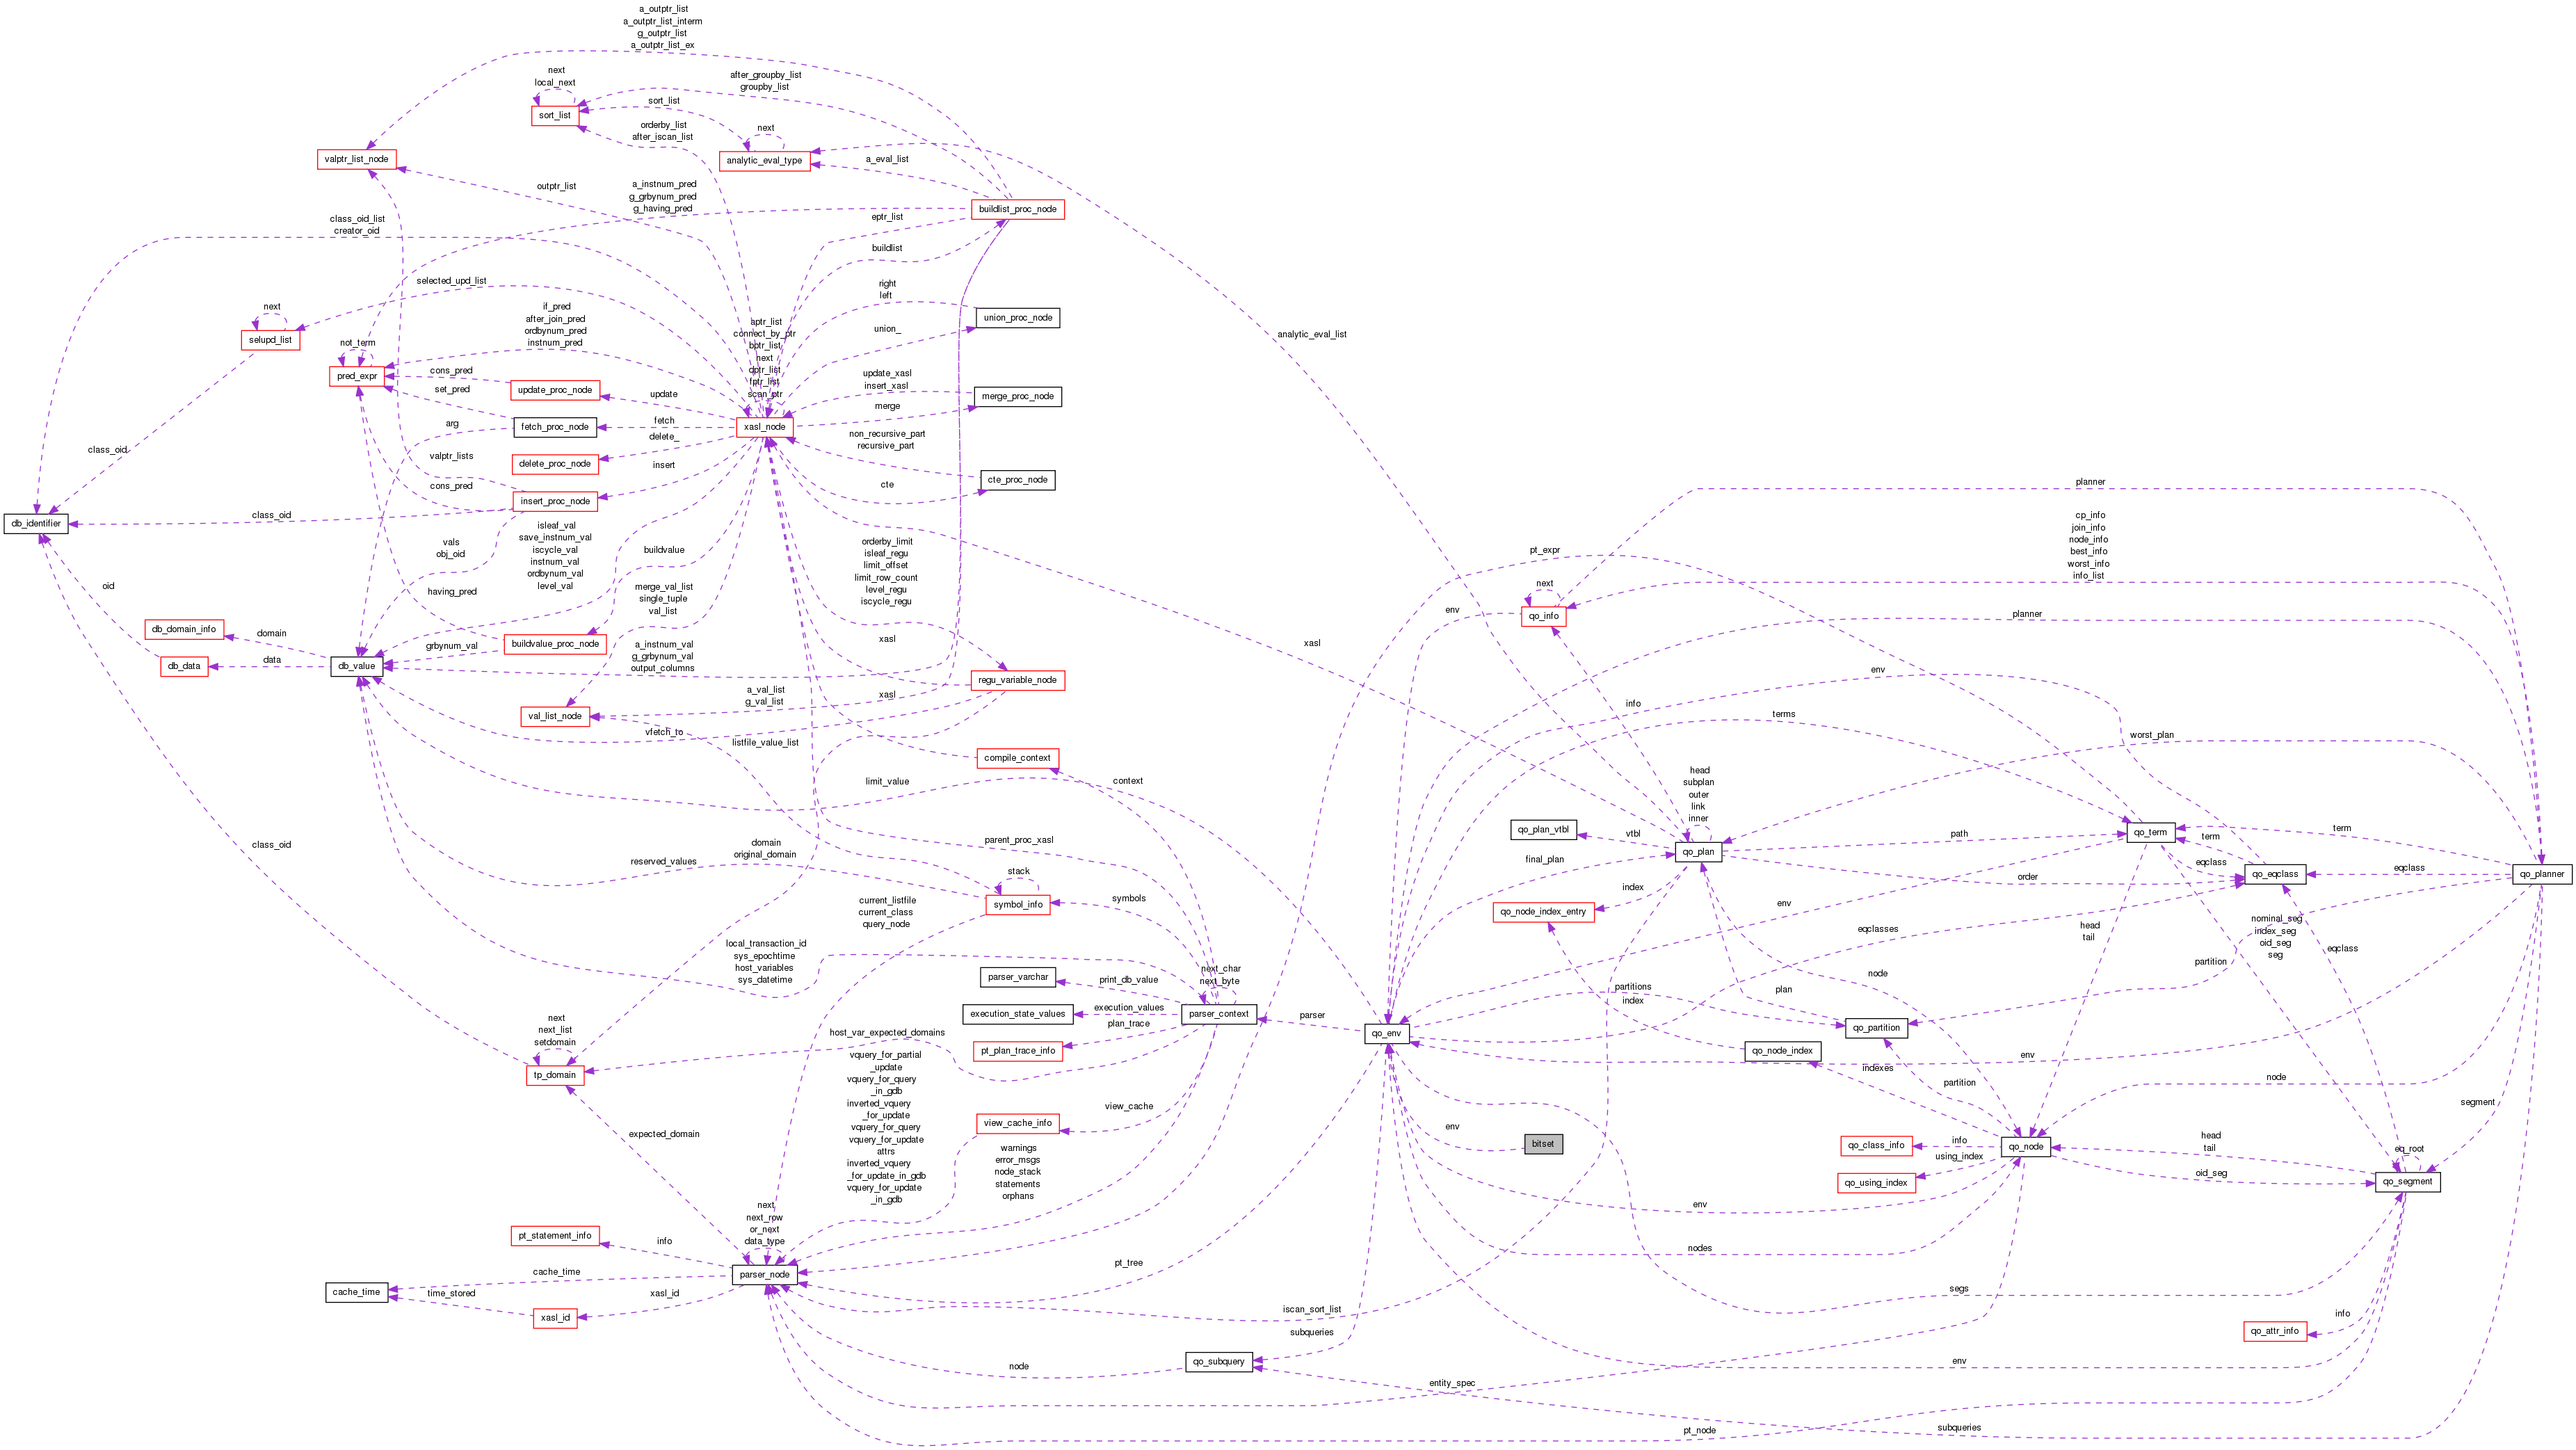 a_outptr_list
a_outptr_list_interm
g_outptr_list
a_outptr_list_ex
next
local_next
after_groupby_list
groupby_list
sort_list
sort_list
orderby_list
after_iscan_list
next
valptr_list_node
analytic_eval_type
a_eval_list
outptr_list
a_instnum_pred
g_grbynum_pred
g_having_pred
buildlist_proc_node
eptr_list
class_oid_list
creator_oid
buildlist
selected_upd_list
right
left
next
if_pred
after_join_pred
ordbynum_pred
instnum_pred
union_proc_node
union_
selupd_list
not_term
aptr_list
connect_by_ptr
bptr_list
next
dptr_list
fptr_list
scan_ptr
analytic_eval_list
pred_expr
cons_pred
update_proc_node
update
update_xasl
insert_xasl
merge_proc_node
merge
set_pred
arg
fetch_proc_node
fetch
xasl_node
delete_
non_recursive_part
recursive_part
class_oid
valptr_lists
delete_proc_node
insert
cte_proc_node
cte
cons_pred
insert_proc_node
planner
db_identifier
class_oid
isleaf_val
save_instnum_val
iscycle_val
instnum_val
ordbynum_val
level_val
vals
obj_oid
buildvalue
orderby_limit
isleaf_regu
limit_offset
limit_row_count
level_regu
iscycle_regu
pt_expr
cp_info
join_info
node_info
best_info
worst_info
info_list
oid
having_pred
merge_val_list
single_tuple
val_list
next
env
qo_info
planner
db_domain_info
domain
buildvalue_proc_node
grbynum_val
a_instnum_val
g_grbynum_val
output_columns
xasl
xasl
db_data
data
db_value
regu_variable_node
env
a_val_list
g_val_list
xasl
val_list_node
info
terms
vfetch_to
listfile_value_list
worst_plan
compile_context
limit_value
context
head
subplan
outer
link
inner
qo_plan_vtbl
vtbl
path
qo_term
term
term
parent_proc_xasl
class_oid
domain
original_domain
reserved_values
final_plan
qo_plan
eqclass
order
qo_eqclass
eqclass
qo_planner
stack
index
symbols
symbol_info
current_listfile
current_class
query_node
qo_node_index_entry
env
nominal_seg
index_seg
oid_seg
seg
head
tail
eqclasses
eqclass
local_transaction_id
sys_epochtime
host_variables
sys_datetime
partition
parser_varchar
print_db_value
next_char
next_byte
node
partitions
index
plan
execution_state_values
execution_values
parser_context
parser
plan_trace
qo_partition
next
next_list
setdomain
host_var_expected_domains
qo_env
pt_plan_trace_info
qo_node_index
env
vquery_for_partial
_update
vquery_for_query
_in_gdb
inverted_vquery
_for_update
vquery_for_query
vquery_for_update
attrs
inverted_vquery
_for_update_in_gdb
vquery_for_update
_in_gdb
tp_domain
indexes
partition
node
view_cache
segment
view_cache_info
expected_domain
env
bitset
warnings
error_msgs
node_stack
statements
orphans
qo_class_info
info
using_index
qo_node
head
tail
eq_root
oid_seg
qo_using_index
qo_segment
next
next_row
or_next
data_type
env
pt_statement_info
info
nodes
pt_tree
parser_node
cache_time
cache_time
time_stored
xasl_id
xasl_id
segs
iscan_sort_list
info
qo_attr_info
subqueries
qo_subquery
node
env
entity_spec
pt_node
subqueries